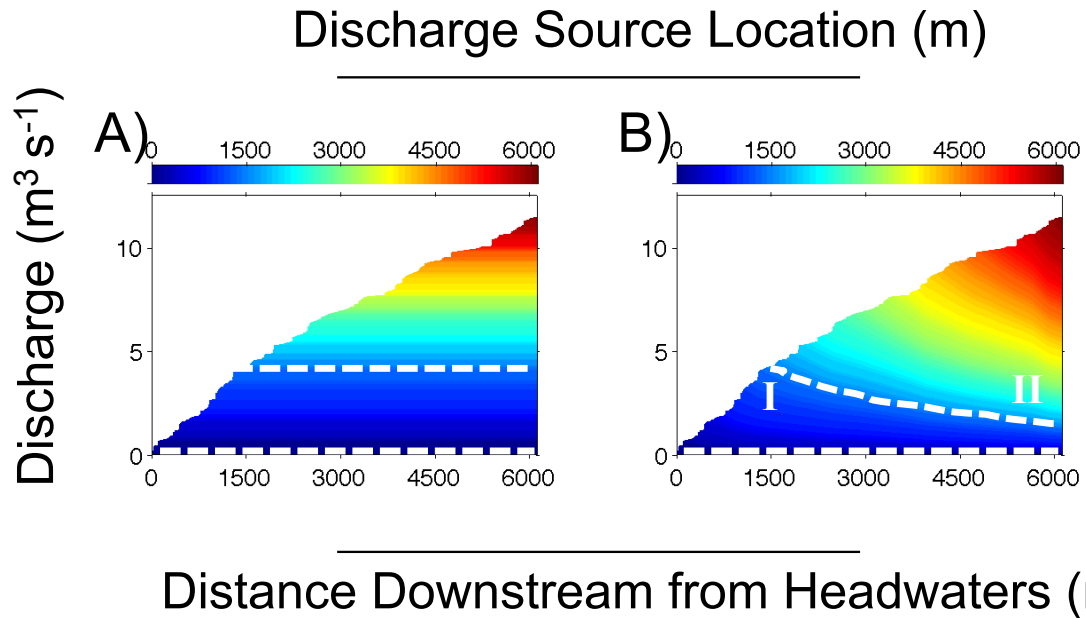 Discharge Source Location (m)
A)
0 1500 3000 4500 6000
B)
0 1500 3000 4500 6000
Discharge (m³ s⁻¹)
10
5
0
0 1500 3000 4500 6000
10
5
0
I
II
0 1500 3000 4500 6000
Distance Downstream from Headwaters (